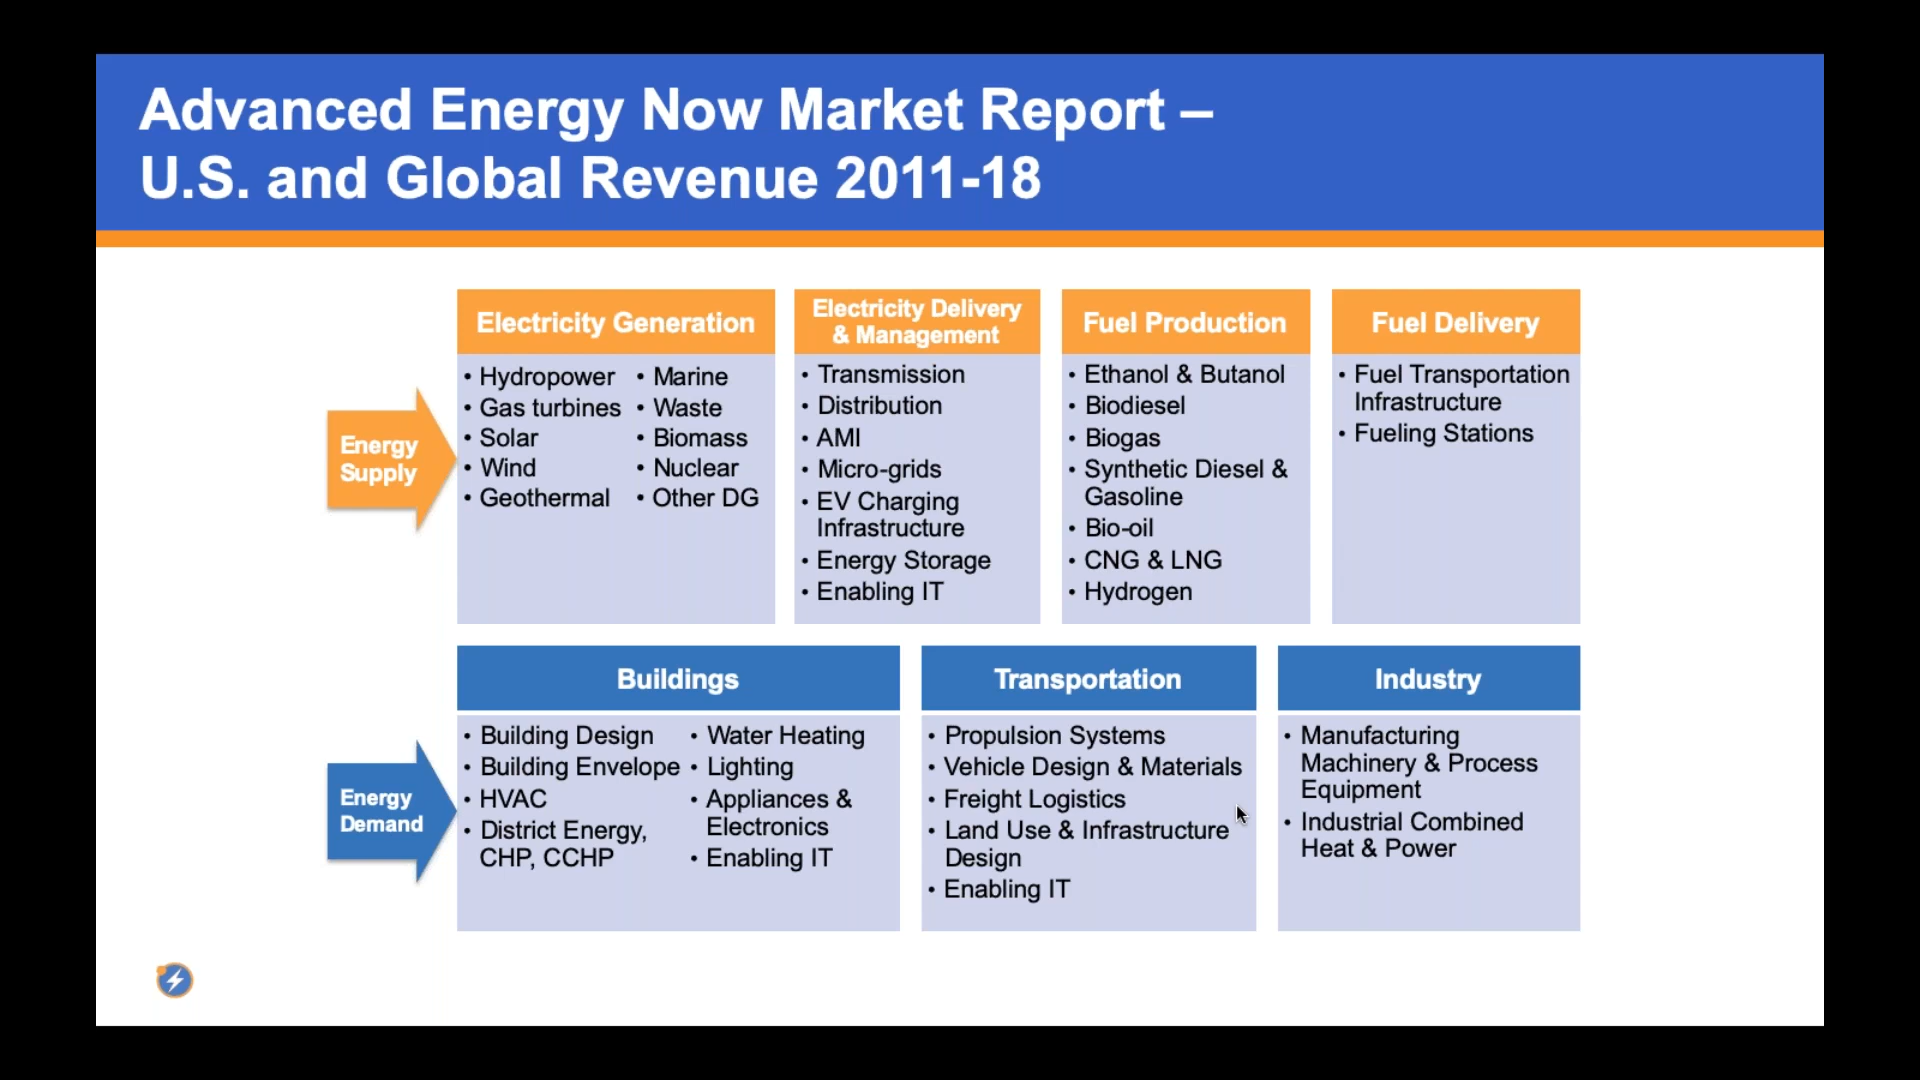 Advanced Energy Now Market Report –
U.S. and Global Revenue 2011-18
Energy
Supply
Electricity Generation
• Hydropower
• Gas turbines
• Solar
• Wind
• Geothermal
• Marine
• Waste
• Biomass
• Nuclear
• Other DG
Electricity Delivery
& Management
• Transmission
• Distribution
• AMI
• Micro-grids
• EV Charging
Infrastructure
• Energy Storage
• Enabling IT
Fuel Production
• Ethanol & Butanol
• Biodiesel
• Biogas
• Synthetic Diesel &
Gasoline
• Bio-oil
• CNG & LNG
• Hydrogen
Fuel Delivery
• Fuel Transportation
Infrastructure
• Fueling Stations
Energy
Demand
Buildings
• Building Design
• Building Envelope
• HVAC
• District Energy,
CHP, CCHP
• Water Heating
• Lighting
• Appliances &
Electronics
• Enabling IT
Transportation
• Propulsion Systems
• Vehicle Design & Materials
• Freight Logistics
• Land Use & Infrastructure
Design
• Enabling IT
Industry
• Manufacturing
Machinery & Process
Equipment
• Industrial Combined
Heat & Power